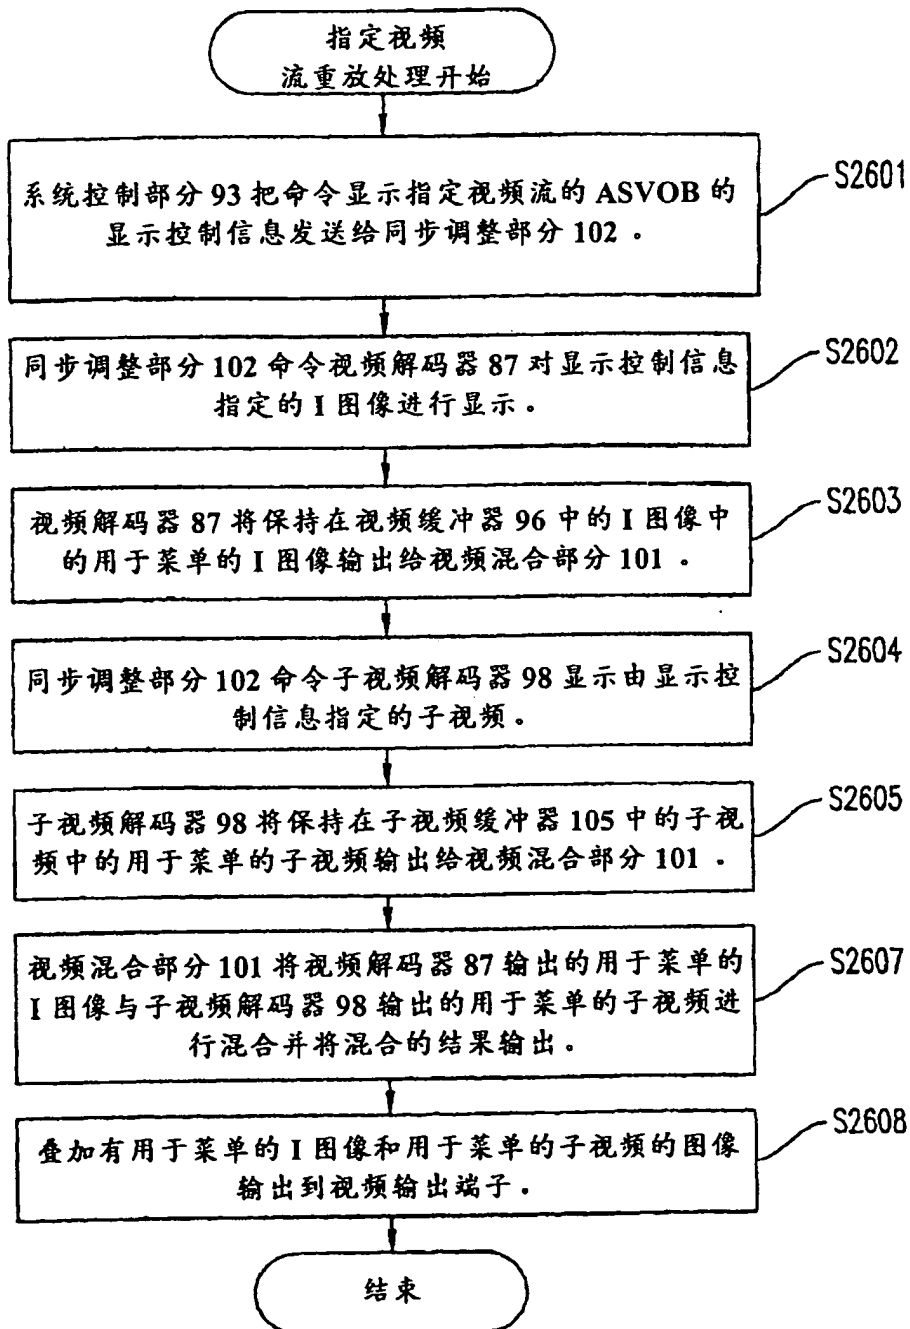 指定视频
流重放处理开始
系统控制部分 93 把命令显示指定视频流的 ASVOB 的
显示控制信息发送给同步调整部分 102 。
S2601
同步调整部分 102 命令视频解码器 87 对显示控制信息
指定的 I 图像进行显示。
S2602
视频解码器 87 将保持在视频缓冲器 96 中的 I 图像中
的用于菜单的 I 图像输出给视频混合部分 101 。
S2603
同步调整部分 102 命令子视频解码器 98 显示由显示控
制信息指定的子视频。
S2604
子视频解码器 98 将保持在子视频缓冲器 105 中的子视
频中的用于菜单的子视频输出给视频混合部分 101 。
S2605
视频混合部分 101 将视频解码器 87 输出的用于菜单的
I 图像与子视频解码器 98 输出的用于菜单的子视频进
行混合并将混合的结果输出。
S2607
叠加有用于菜单的 I 图像和用于菜单的子视频的图像
输出到视频输出端子。
S2608
结束